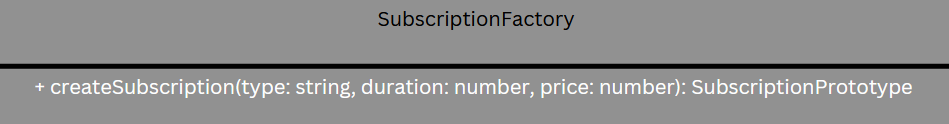 SubscriptionFactory
+ createSubscription(type: string, duration: number, price: number): SubscriptionPrototype